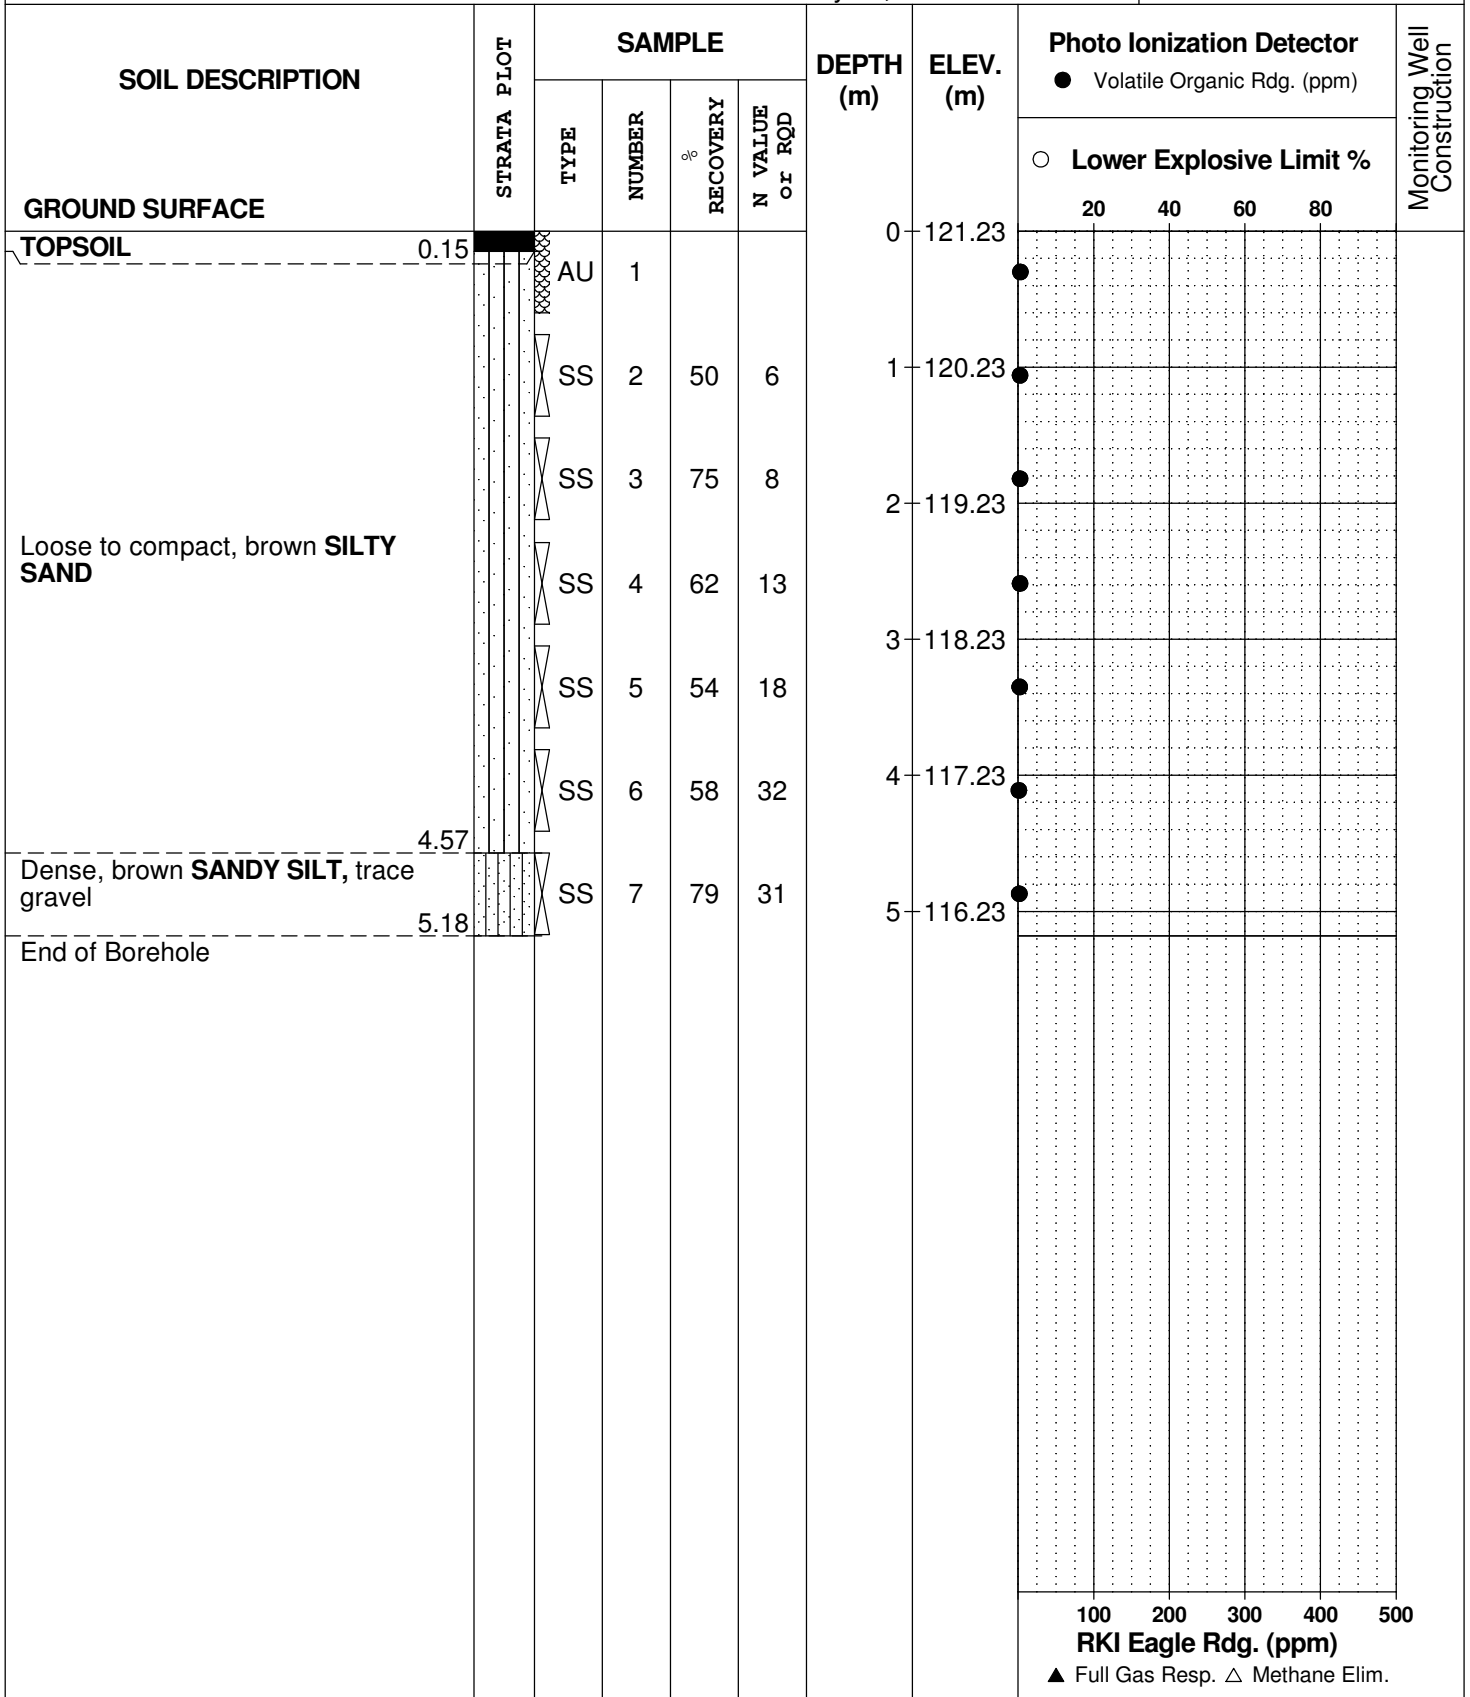 SOIL DESCRIPTION
GROUND SURFACE
STRATA PLOT
SAMPLE
TYPE
NUMBER
%
RECOVERY
N VALUE
or RQD
DEPTH
(m)
ELEV.
(m)
Photo Ionization Detector
● Volatile Organic Rdg. (ppm)
○ Lower Explosive Limit %
20 40 60 80
Monitoring Well
Construction
0 121.23
TOPSOIL 0.15
AU 1
SS 2 50 6
1 120.23
SS 3 75 8
2 119.23
Loose to compact, brown SILTY
SAND
SS 4 62 13
3 118.23
SS 5 54 18
4 117.23
SS 6 58 32
4.57
Dense, brown SANDY SILT, trace
gravel
SS 7 79 31
5 116.23
5.18
End of Borehole
100 200 300 400 500
RKI Eagle Rdg. (ppm)
▲ Full Gas Resp. △ Methane Elim.